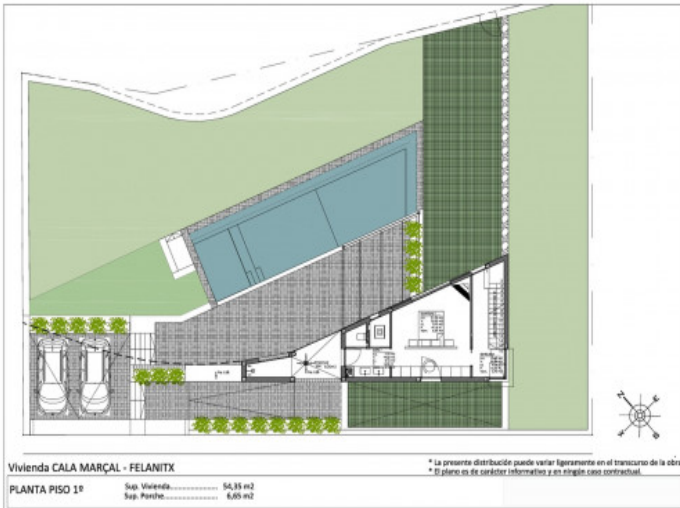 Vivienda CALA MARÇAL - FELANITX
* La presente distribución puede variar ligeramente en el transcurso de la obra
* El plano es de carácter informativo y en ningún caso contractual.
PLANTA PISO 1º
Sup. Vivienda................ 54,35 m2
Sup. Porche................... 6,65 m2